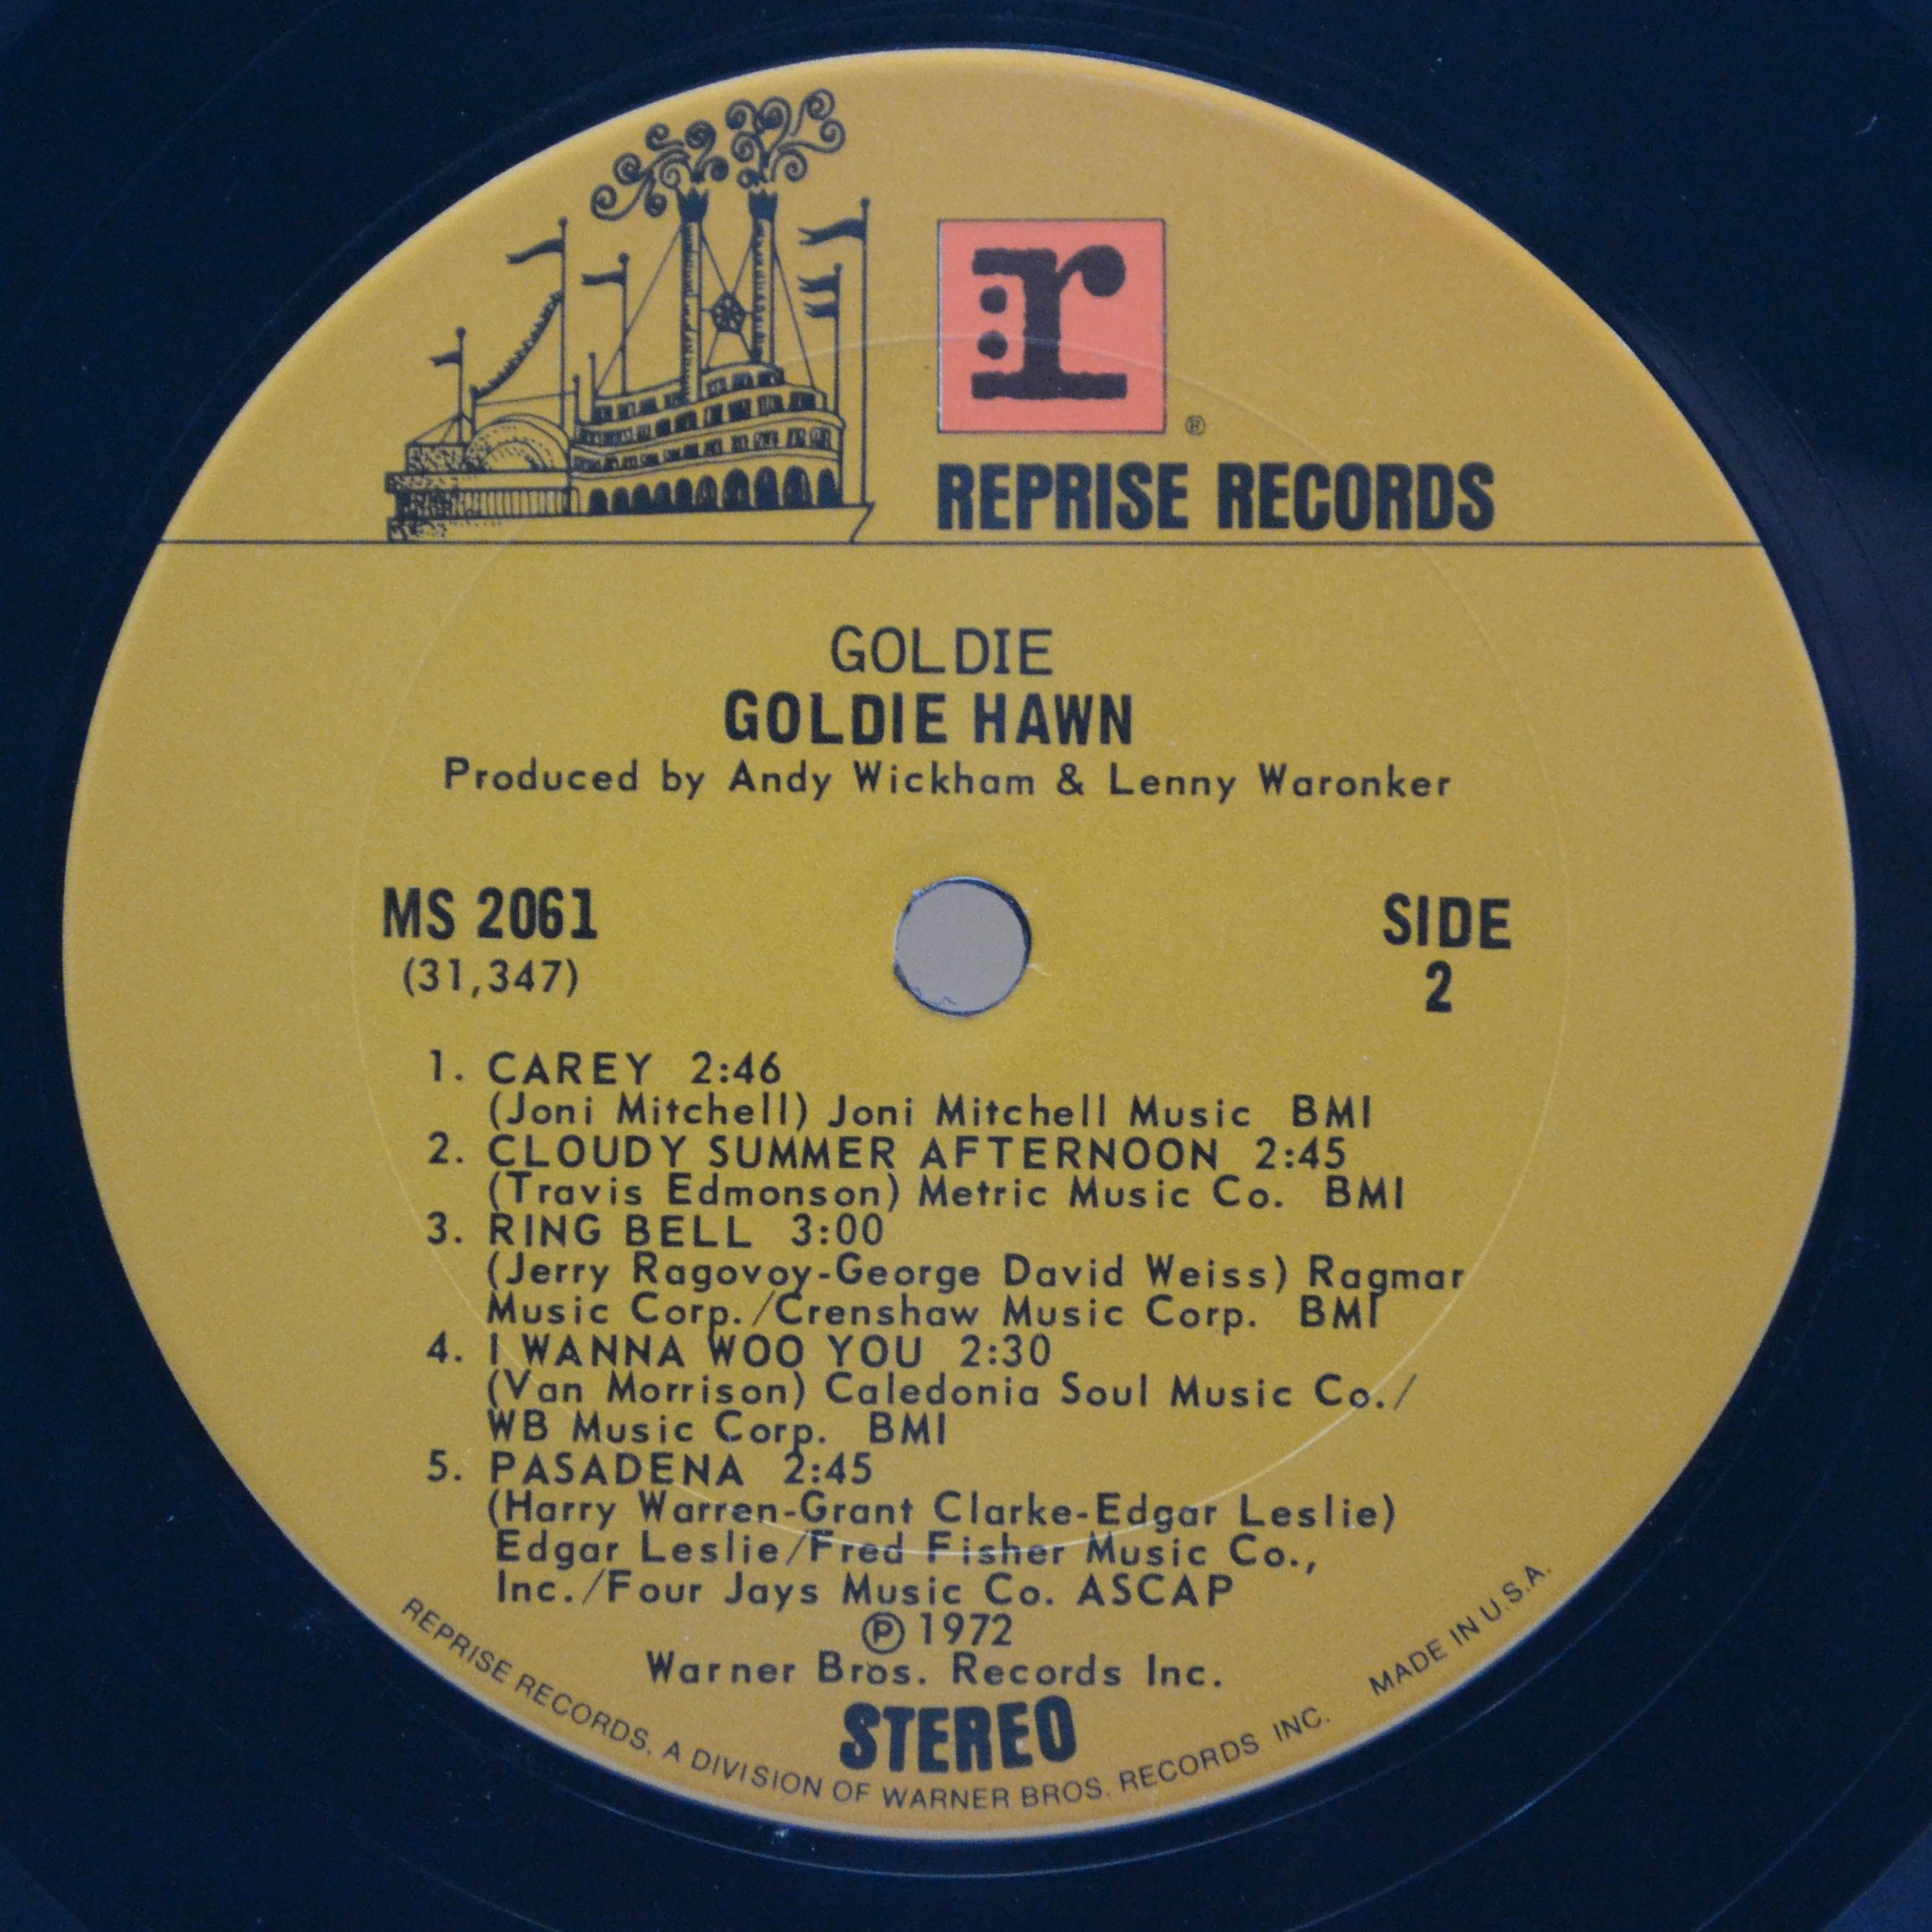 r
®
REPRISE RECORDS
GOLDIE
GOLDIE HAWN
Produced by Andy Wickham & Lenny Waronker
MS 2061
(31,347)
SIDE
2
1. CAREY 2:46
(Joni Mitchell) Joni Mitchell Music BMI
2. CLOUDY SUMMER AFTERNOON 2:45
(Travis Edmonson) Metric Music Co. BMI
3. RING BELL 3:00
(Jerry Ragovoy-George David Weiss) Ragmar
Music Corp./Crenshaw Music Corp. BMI
4. I WANNA WOO YOU 2:30
(Van Morrison) Caledonia Soul Music Co./
WB Music Corp. BMI
5. PASADENA 2:45
(Harry Warren-Grant Clarke-Edgar Leslie)
Edgar Leslie/Fred Fisher Music Co.,
Inc./Four Jays Music Co. ASCAP
℗ 1972
Warner Bros. Records Inc.
STEREO
REPRISE RECORDS, A DIVISION OF WARNER BROS. RECORDS INC. MADE IN U.S.A.